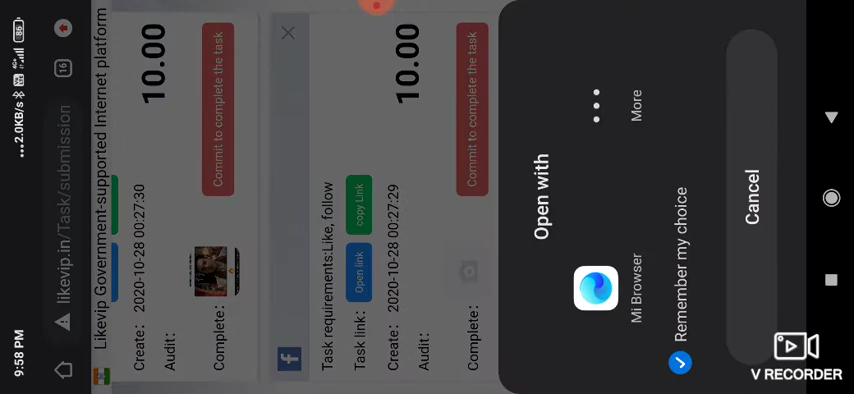 9:58 PM
...2.0KB/s
4G+
86
likevip.in/Task/submission
16
Likevip Government-supported Internet platform
Create: 2020-10-28 00:27:30
10.00
Audit:
Complete:
Commit to complete the task
Task requirements:Like, follow
Task link: Open link copy Link
Create: 2020-10-28 00:27:29
10.00
Audit:
Complete:
Commit to complete the task
Open with
Mi Browser
More
Remember my choice
Cancel
V RECORDER